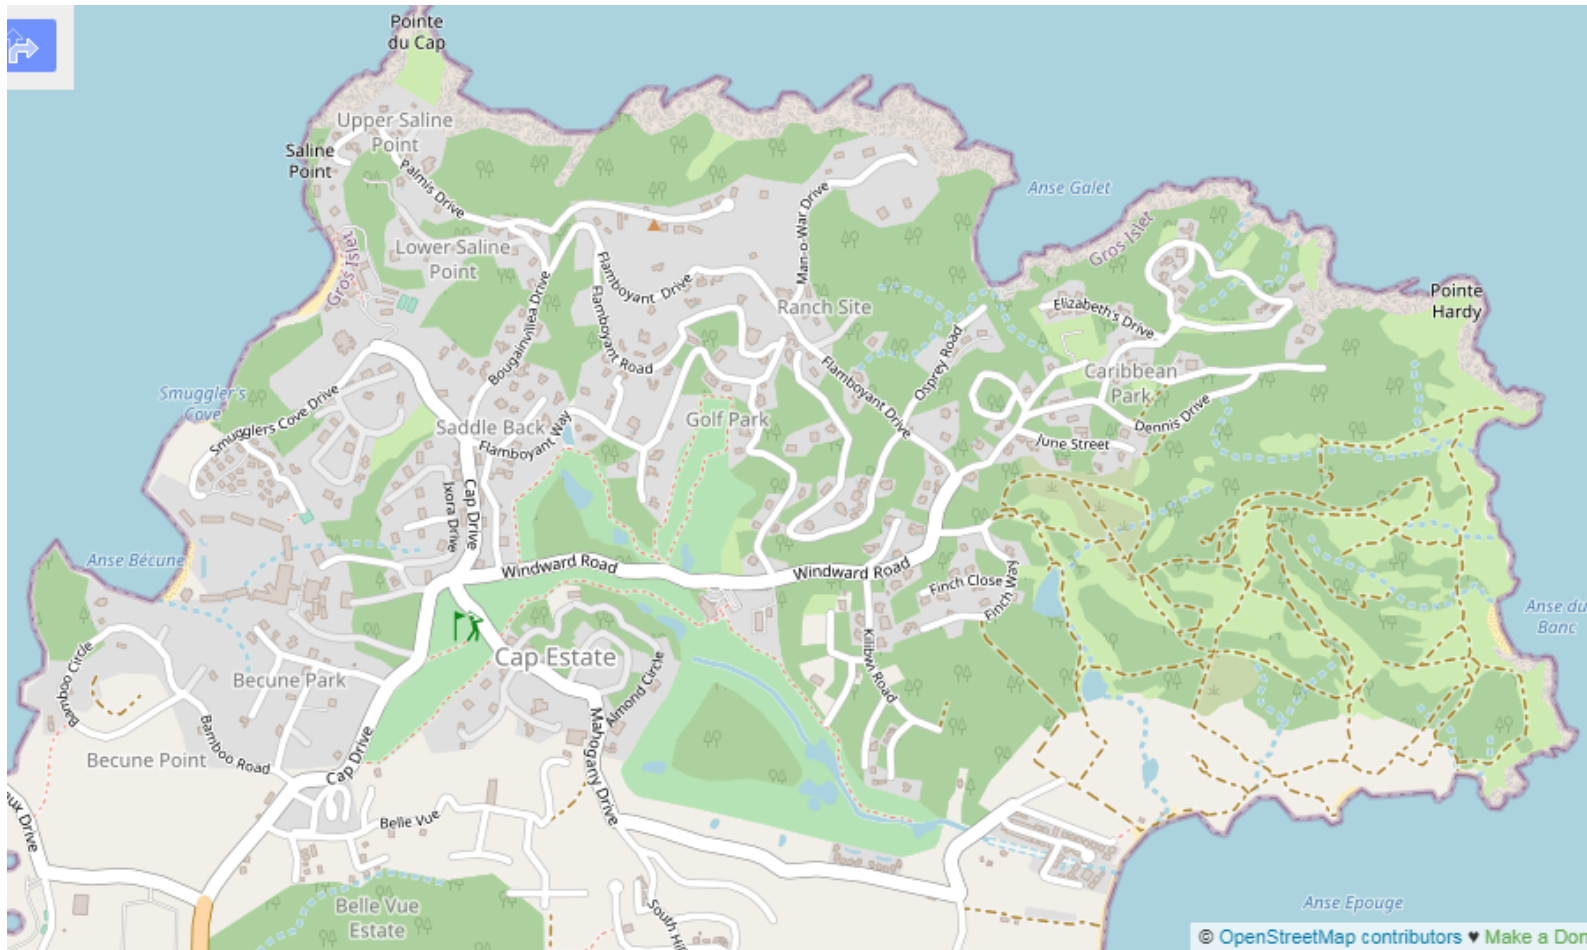 Pointe
du Cap
Upper Saline
Point
Saline
Point
Palmis Drive
Gros Islet
Lower Saline
Point
Man-o-War Drive
Anse Galet
Gros Islet
Pointe
Hardy
Flamboyant Drive
Bougainvillea Drive
Flamboyant Road
Ranch Site
Elizabeth's Drive
Osprey Road
Caribbean
Park
Smuggler's
Cove
Smugglers Cove Drive
Saddle Back
Flamboyant Way
Golf Park
Flamboyant Drive
Dennis Drive
June Street
Ixora Drive
Cap Drive
Anse Bécune
Windward Road
Windward Road
Finch Close
Finch Way
Anse du
Banc
Bamboo Circle
Becune Park
Cap Estate
Almond Circle
Kilibwi Road
Becune Point
Bamboo Road
Cap Drive
Mahogany Drive
aux Drive
Belle Vue
Belle Vue
Estate
South Hil
Anse Epouge
© OpenStreetMap contributors ♥ Make a Don